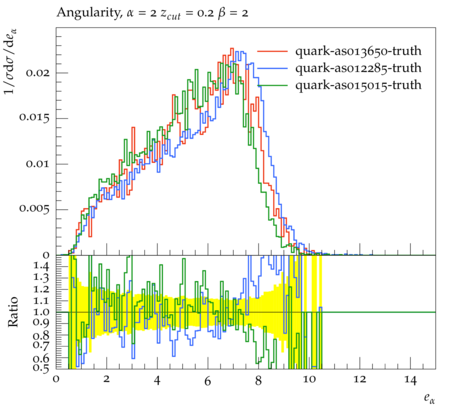 Angularity, α = 2 z_cut = 0.2 β = 2
1/σdσ/de_α
quark-as013650-truth
quark-as012285-truth
quark-as015015-truth
0.02
0.015
0.01
0.005
0
Ratio
1.4
1.3
1.2
1.1
1.0
0.9
0.8
0.7
0.6
0.5
0 2 4 6 8 10 12 14
e_α